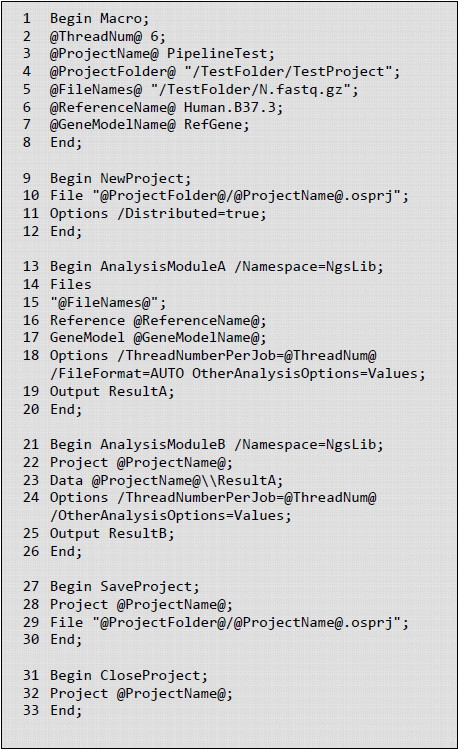 1 Begin Macro;
2 @ThreadNum@ 6;
3 @ProjectName@ PipelineTest;
4 @ProjectFolder@ "/TestFolder/TestProject";
5 @FileNames@ "/TestFolder/N.fastq.gz";
6 @ReferenceName@ Human.B37.3;
7 @GeneModelName@ RefGene;
8 End;
9 Begin NewProject;
10 File "@ProjectFolder@/@ProjectName@.osprj";
11 Options /Distributed=true;
12 End;
13 Begin AnalysisModuleA /Namespace=NgsLib;
14 Files
15 "@FileNames@";
16 Reference @ReferenceName@;
17 GeneModel @GeneModelName@;
18 Options /ThreadNumberPerJob=@ThreadNum@
/FileFormat=AUTO OtherAnalysisOptions=Values;
19 Output ResultA;
20 End;
21 Begin AnalysisModuleB /Namespace=NgsLib;
22 Project @ProjectName@;
23 Data @ProjectName@\\ResultA;
24 Options /ThreadNumberPerJob=@ThreadNum@
/OtherAnalysisOptions=Values;
25 Output ResultB;
26 End;
27 Begin SaveProject;
28 Project @ProjectName@;
29 File "@ProjectFolder@/@ProjectName@.osprj";
30 End;
31 Begin CloseProject;
32 Project @ProjectName@;
33 End;